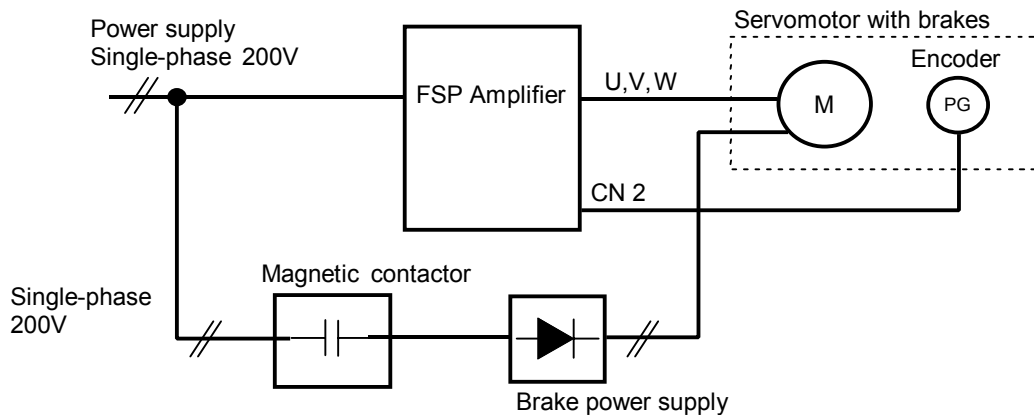 Power supply
Single-phase 200V
Servomotor with brakes
Encoder
FSP Amplifier
U,V,W
M
PG
CN 2
Magnetic contactor
Single-phase
200V
Brake power supply